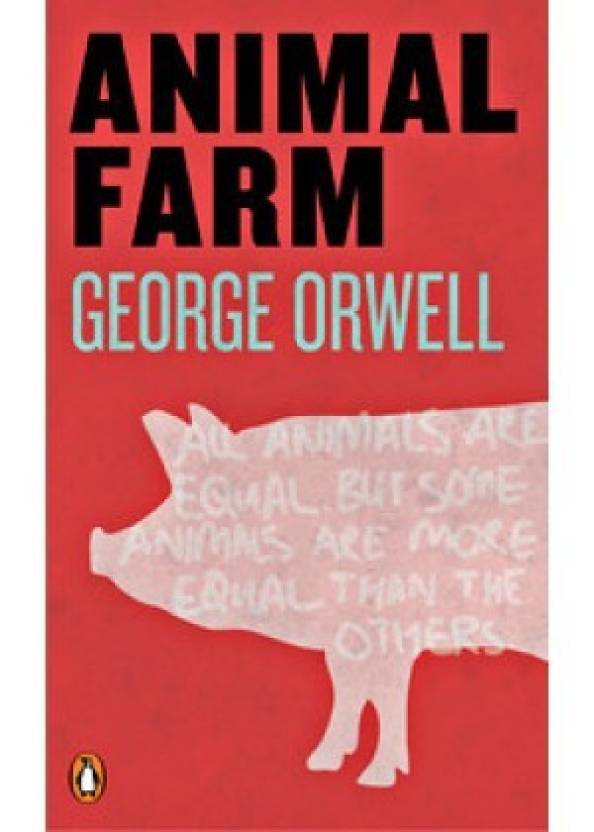 ANIMAL
FARM
GEORGE ORWELL
ALL ANIMALS ARE
EQUAL. BUT SOME
ANIMALS ARE MORE
EQUAL THAN THE
OTHERS